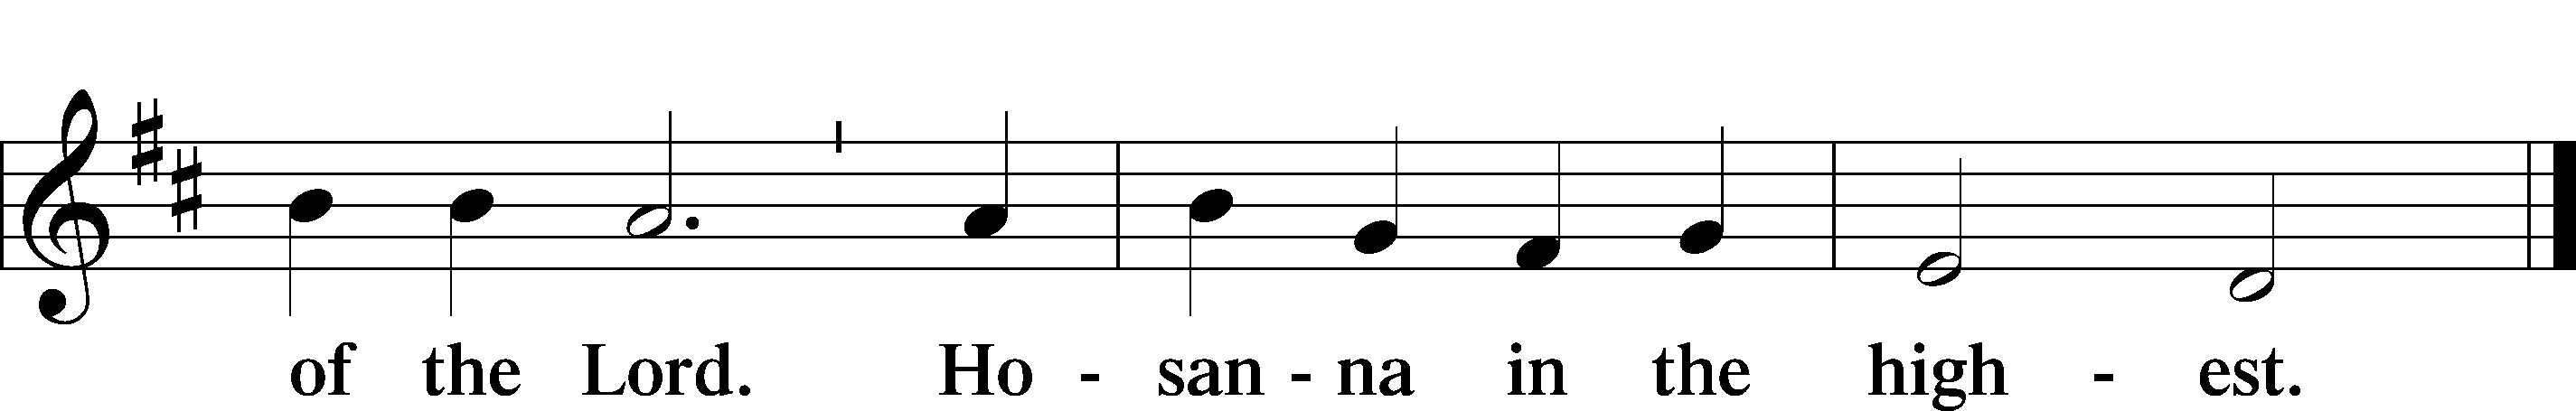 of the Lord. Ho - san - na in the high - est.